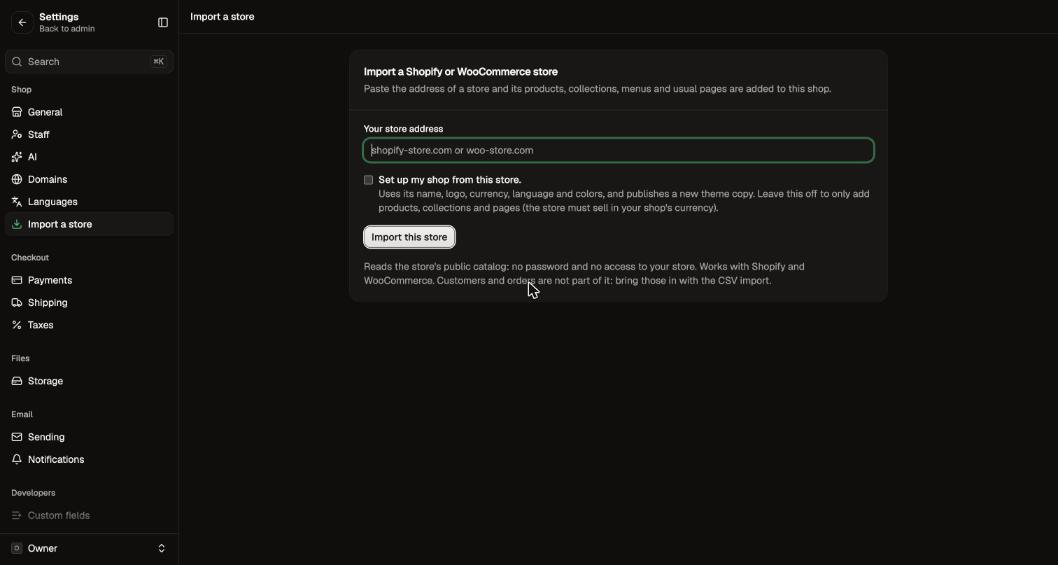 Settings
Back to admin
Search
⌘K
Shop
General
Staff
AI
Domains
Languages
Import a store
Checkout
Payments
Shipping
Taxes
Files
Storage
Email
Sending
Notifications
Developers
Custom fields
Owner
Import a store
Import a Shopify or WooCommerce store
Paste the address of a store and its products, collections, menus and usual pages are added to this shop.
Your store address
shopify-store.com or woo-store.com
Set up my shop from this store.
Uses its name, logo, currency, language and colors, and publishes a new theme copy. Leave this off to only add
products, collections and pages (the store must sell in your shop's currency).
Import this store
Reads the store's public catalog: no password and no access to your store. Works with Shopify and
WooCommerce. Customers and orders are not part of it: bring those in with the CSV import.